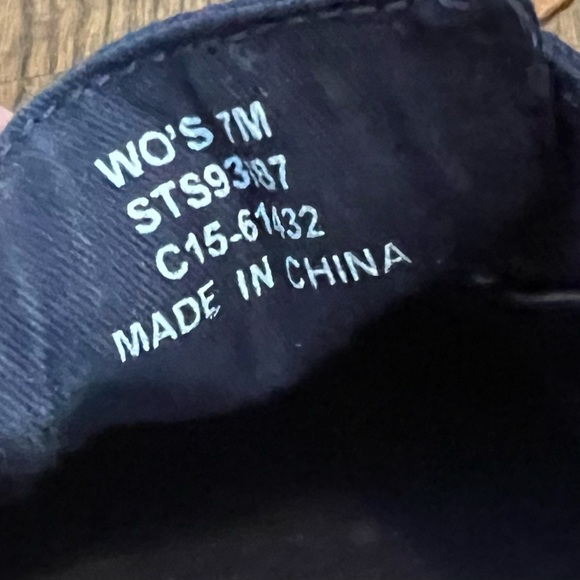 WO'S 7M
STS93187
C15-61432
MADE IN CHINA